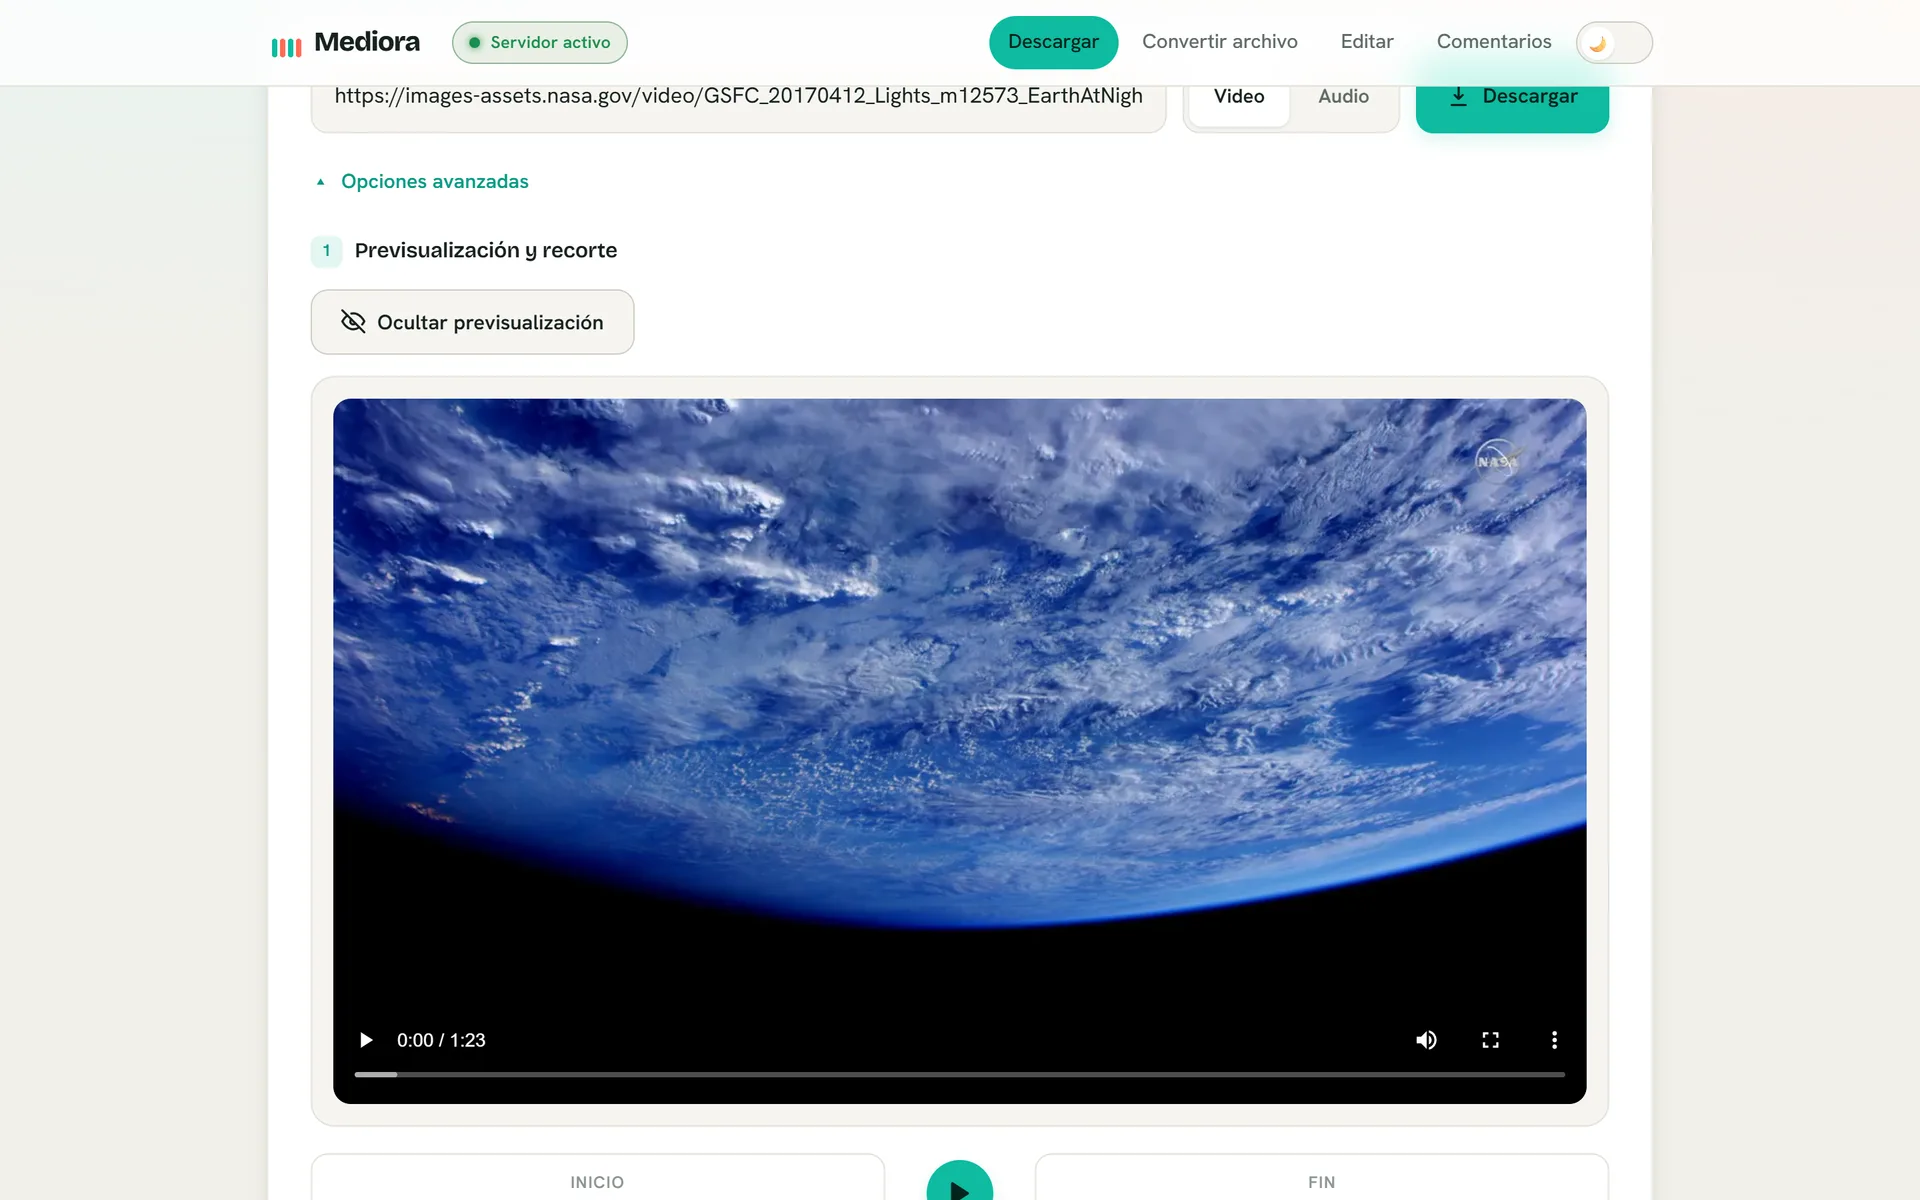 Mediora
Servidor activo
Descargar
Convertir archivo
Editar
Comentarios
https://images-assets.nasa.gov/video/GSFC_20170412_Lights_m12573_EarthAtNigh
Video
Audio
Descargar
Opciones avanzadas
1
Previsualización y recorte
Ocultar previsualización
NASA
0:00 / 1:23
INICIO
FIN